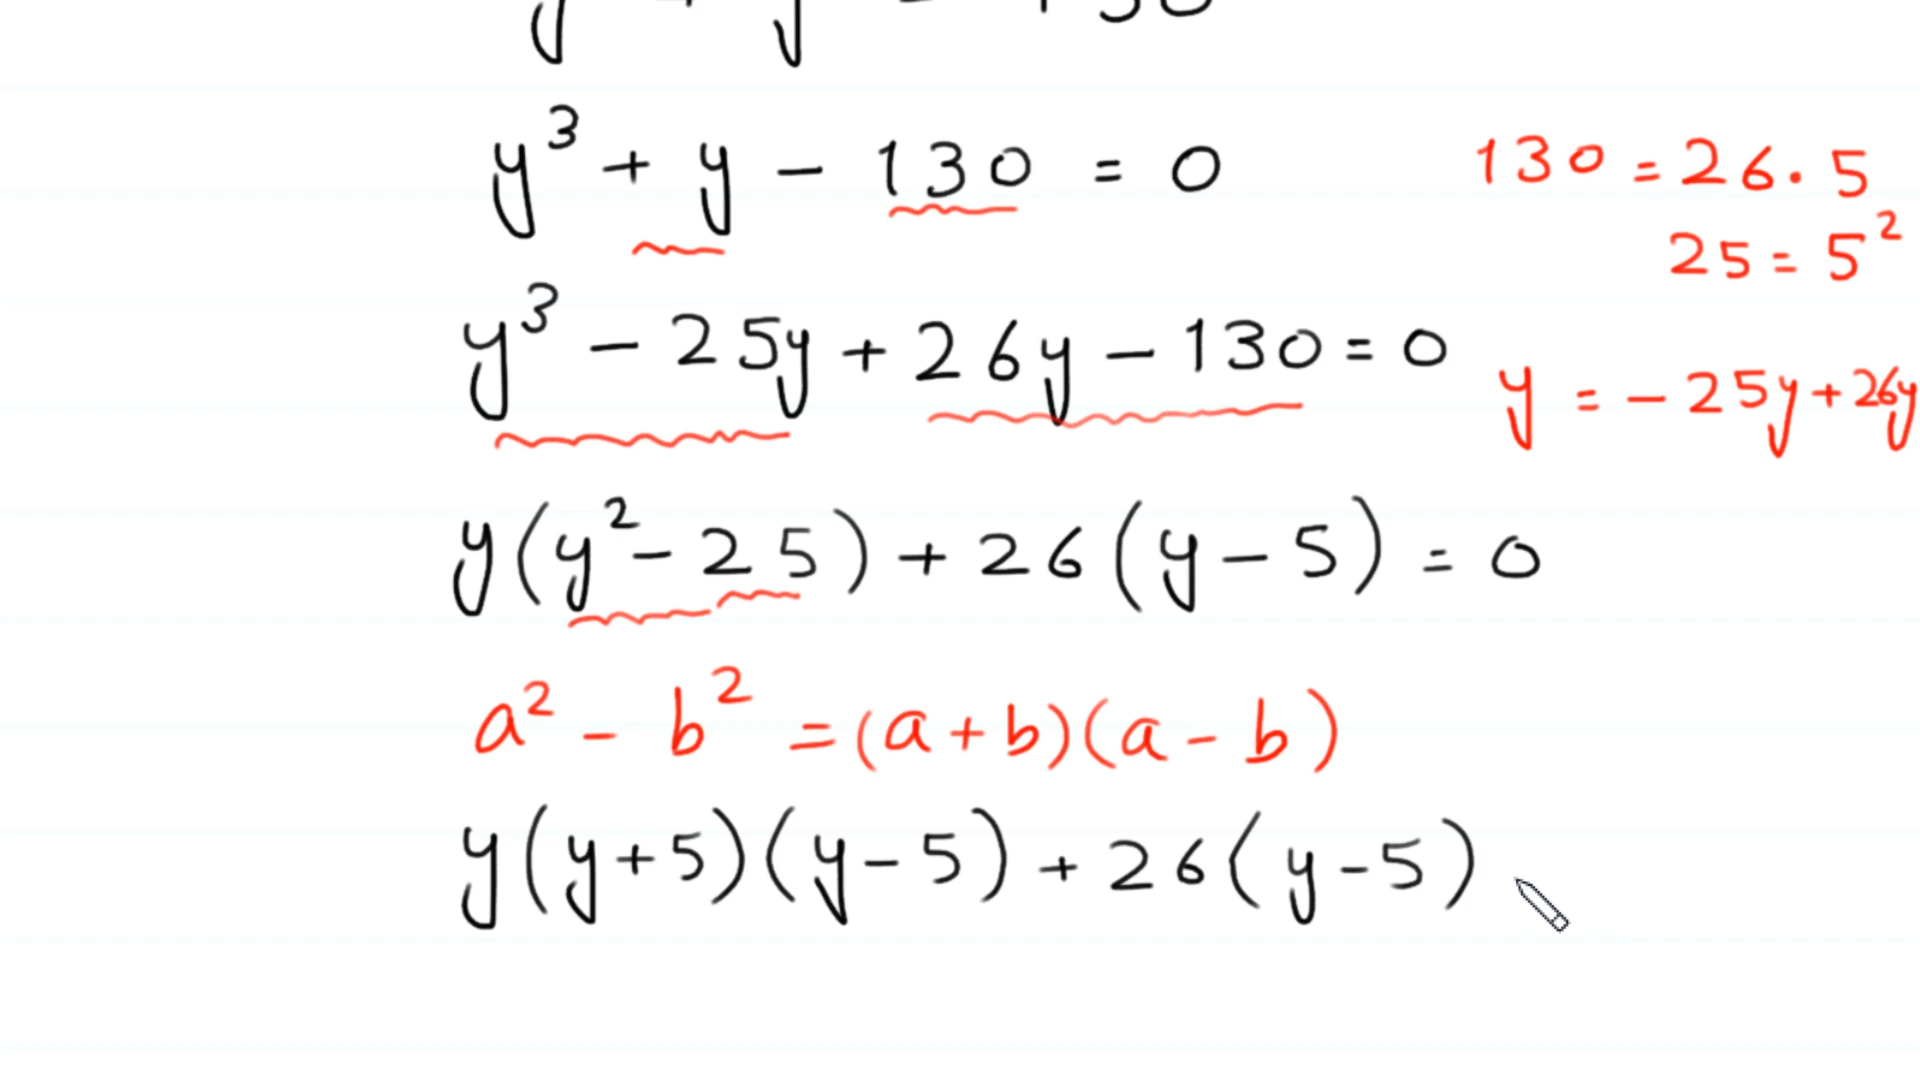 y³ + y - 130 = 0
130 = 26 · 5
25 = 5²
y³ - 25y + 26y - 130 = 0
y = - 25y + 26y
y(y² - 25) + 26(y - 5) = 0
a² - b² = (a + b)(a - b)
y(y + 5)(y - 5) + 26(y - 5)